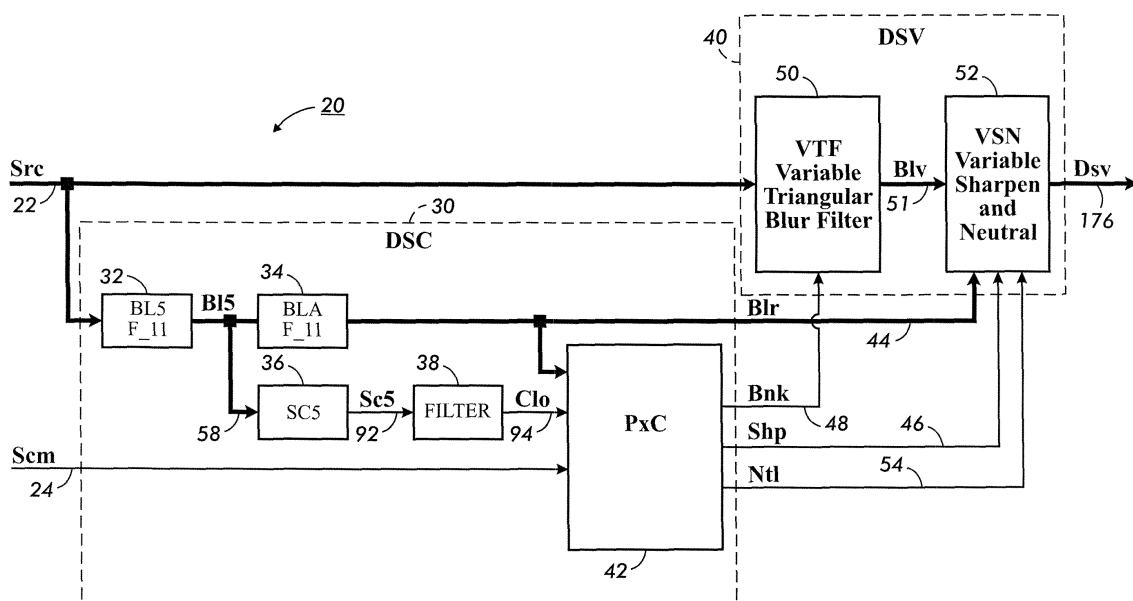 40
DSV
50
52
20
VTF
Variable
Triangular
Blur Filter
VSN
Variable
Sharpen
and
Neutral
Src
22
Blv
51
Dsv
176
30
DSC
32
34
BL5
F_11
Bl5
BLA
F_11
Blr
44
36
38
SC5
58
Sc5
92
FILTER
Clo
94
PxC
Bnk
48
Shp
46
Scm
24
Ntl
54
42